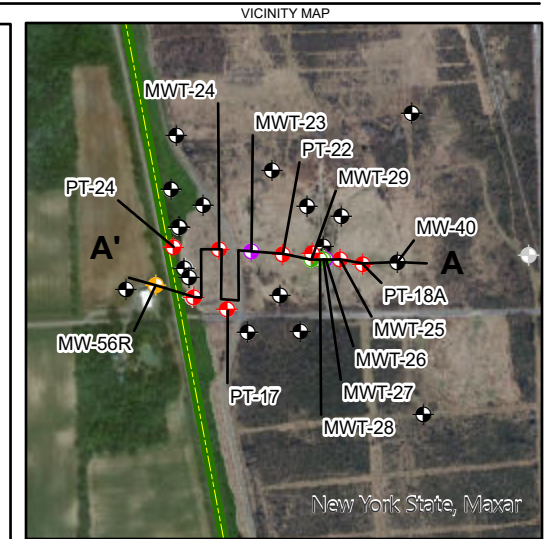 VICINITY MAP
MWT-24
MWT-23
PT-22
MWT-29
PT-24
MW-40
A'
A
PT-18A
MWT-25
MW-56R
MWT-26
PT-17
MWT-27
MWT-28
New York State, Maxar